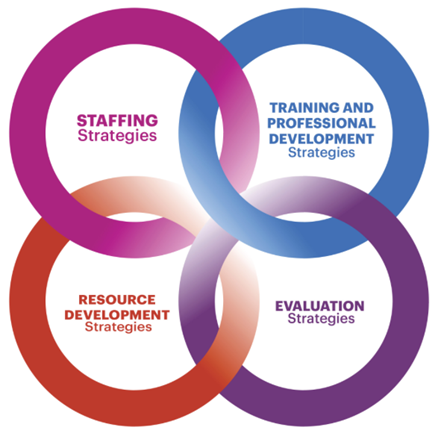 STAFFING
Strategies
TRAINING AND
PROFESSIONAL
DEVELOPMENT
Strategies
RESOURCE
DEVELOPMENT
Strategies
EVALUATION
Strategies